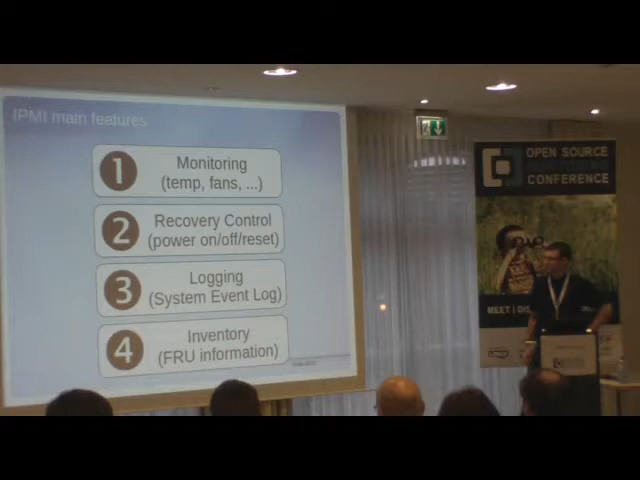 IPMI main features
1
Monitoring
(temp, fans, ...)
2
Recovery Control
(power on/off/reset)
3
Logging
(System Event Log)
4
Inventory
(FRU information)
OPEN SOURCE
CONFERENCE
MEET | DIS